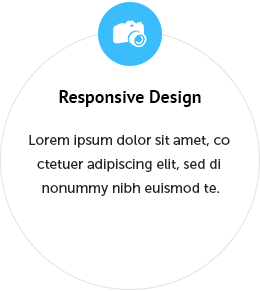 Responsive Design
Lorem ipsum dolor sit amet, co
ctetuer adipiscing elit, sed di
nonummy nibh euismod te.